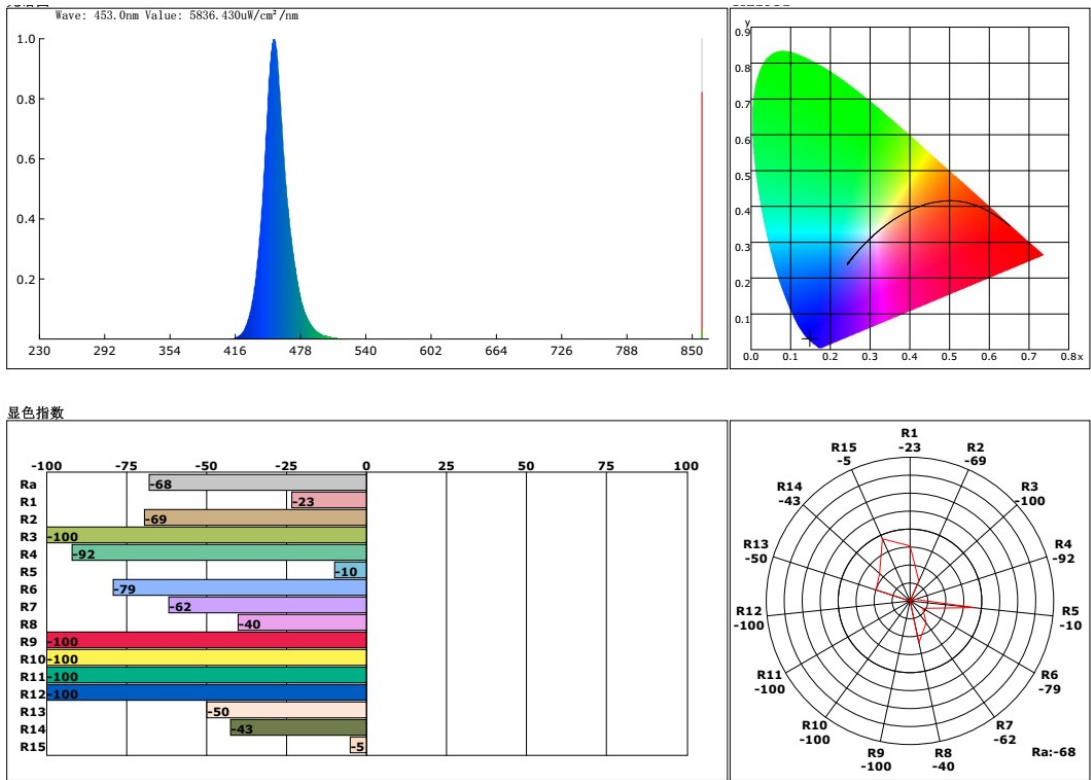 Wave: 453.0nm Value: 5836.430uW/cm²/nm
1.0
0.8
0.6
0.4
0.2
230 292 354 416 478 540 602 664 726 788 850
y
0.9
0.8
0.7
0.6
0.5
0.4
0.3
0.2
0.1
0.0 0.1 0.2 0.3 0.4 0.5 0.6 0.7 0.8x
显色指数
-100 -75 -50 -25 0 25 50 75 100
Ra -68
R1 -23
R2 -69
R3 -100
R4 -92
R5 -10
R6 -79
R7 -62
R8 -40
R9 -100
R10 -100
R11 -100
R12 -100
R13 -50
R14 -43
R15 -5
R1
-23
R2
-69
R3
-100
R4
-92
R5
-10
R6
-79
R7
-62
R8
-40
R9
-100
R10
-100
R11
-100
R12
-100
R13
-50
R14
-43
R15
-5
Ra:-68